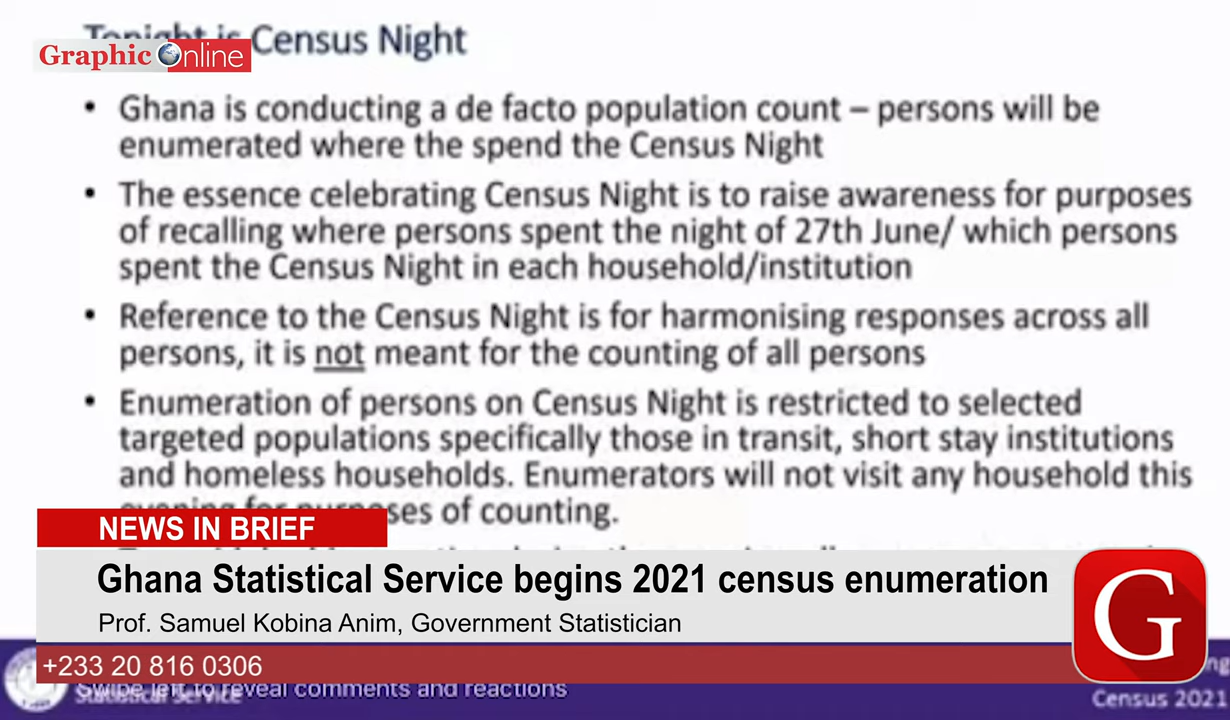 Tonight is Census Night
Graphic Online
• Ghana is conducting a de facto population count – persons will be
enumerated where the spend the Census Night
• The essence celebrating Census Night is to raise awareness for purposes
of recalling where persons spent the night of 27th June/ which persons
spent the Census Night in each household/institution
• Reference to the Census Night is for harmonising responses across all
persons, it is not meant for the counting of all persons
• Enumeration of persons on Census Night is restricted to selected
targeted populations specifically those in transit, short stay institutions
and homeless households. Enumerators will not visit any household this
evening for purposes of counting.
NEWS IN BRIEF
Ghana Statistical Service begins 2021 census enumeration
Prof. Samuel Kobina Anim, Government Statistician
G
+233 20 816 0306
Swipe left to reveal comments and reactions
Statistical Service
Census 2021